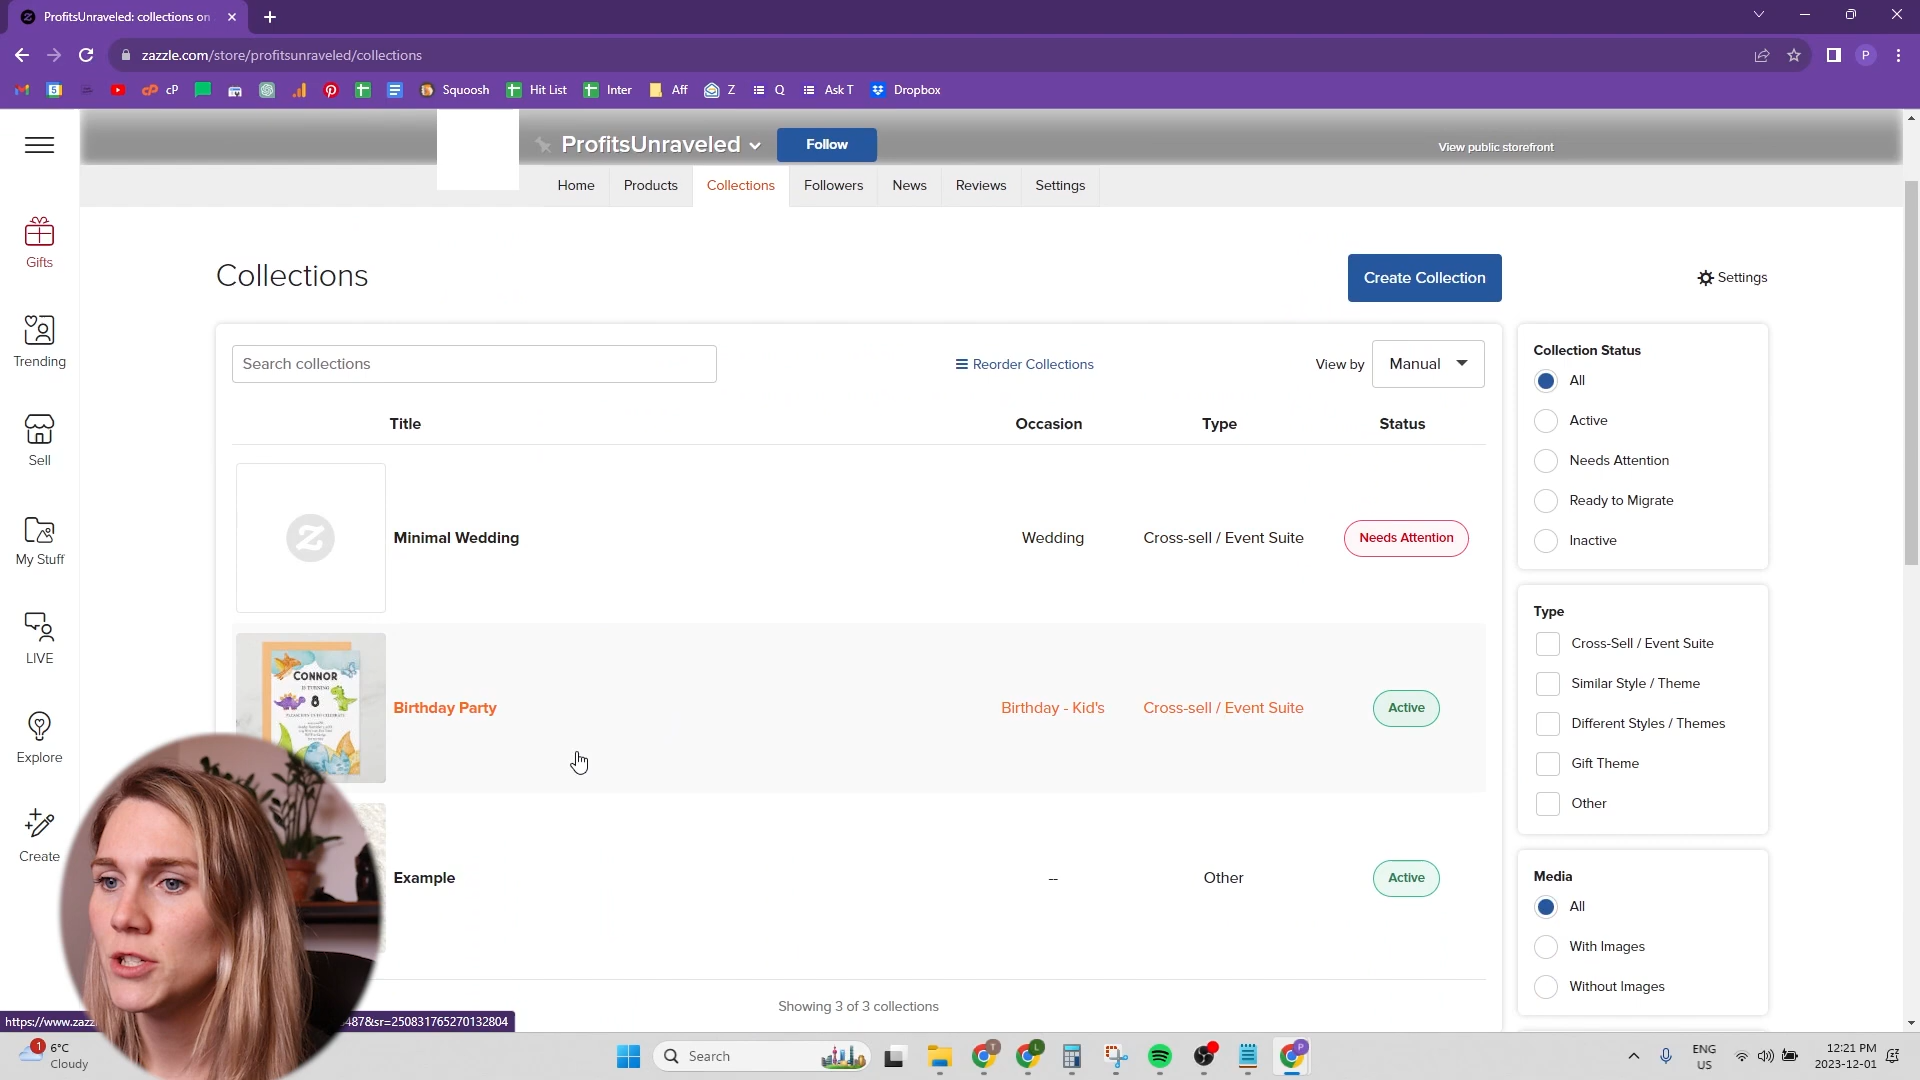 ProfitsUnraveled: collections on
zazzle.com/store/profitsunraveled/collections
P
5
cP
Squoosh
Hit List
Inter
Aff
Z
Q
Ask T
Dropbox
ProfitsUnraveled
Follow
View public storefront
Home
Products
Collections
Followers
News
Reviews
Settings
Gifts
Trending
Sell
My Stuff
LIVE
Explore
Create
Collections
Create Collection
Settings
Search collections
Reorder Collections
View by
Manual
Title
Occasion
Type
Status
Minimal Wedding
Wedding
Cross-sell / Event Suite
Needs Attention
CONNOR
IS TURNING
8
Birthday Party
Birthday - Kid's
Cross-sell / Event Suite
Active
Example
--
Other
Active
Showing 3 of 3 collections
Collection Status
All
Active
Needs Attention
Ready to Migrate
Inactive
Type
Cross-Sell / Event Suite
Similar Style / Theme
Different Styles / Themes
Gift Theme
Other
Media
All
With Images
Without Images
https://www.zazz
487&sr=250831765270132804
1
6°C
Cloudy
Search
T
L
P
ENG
US
12:21 PM
2023-12-01